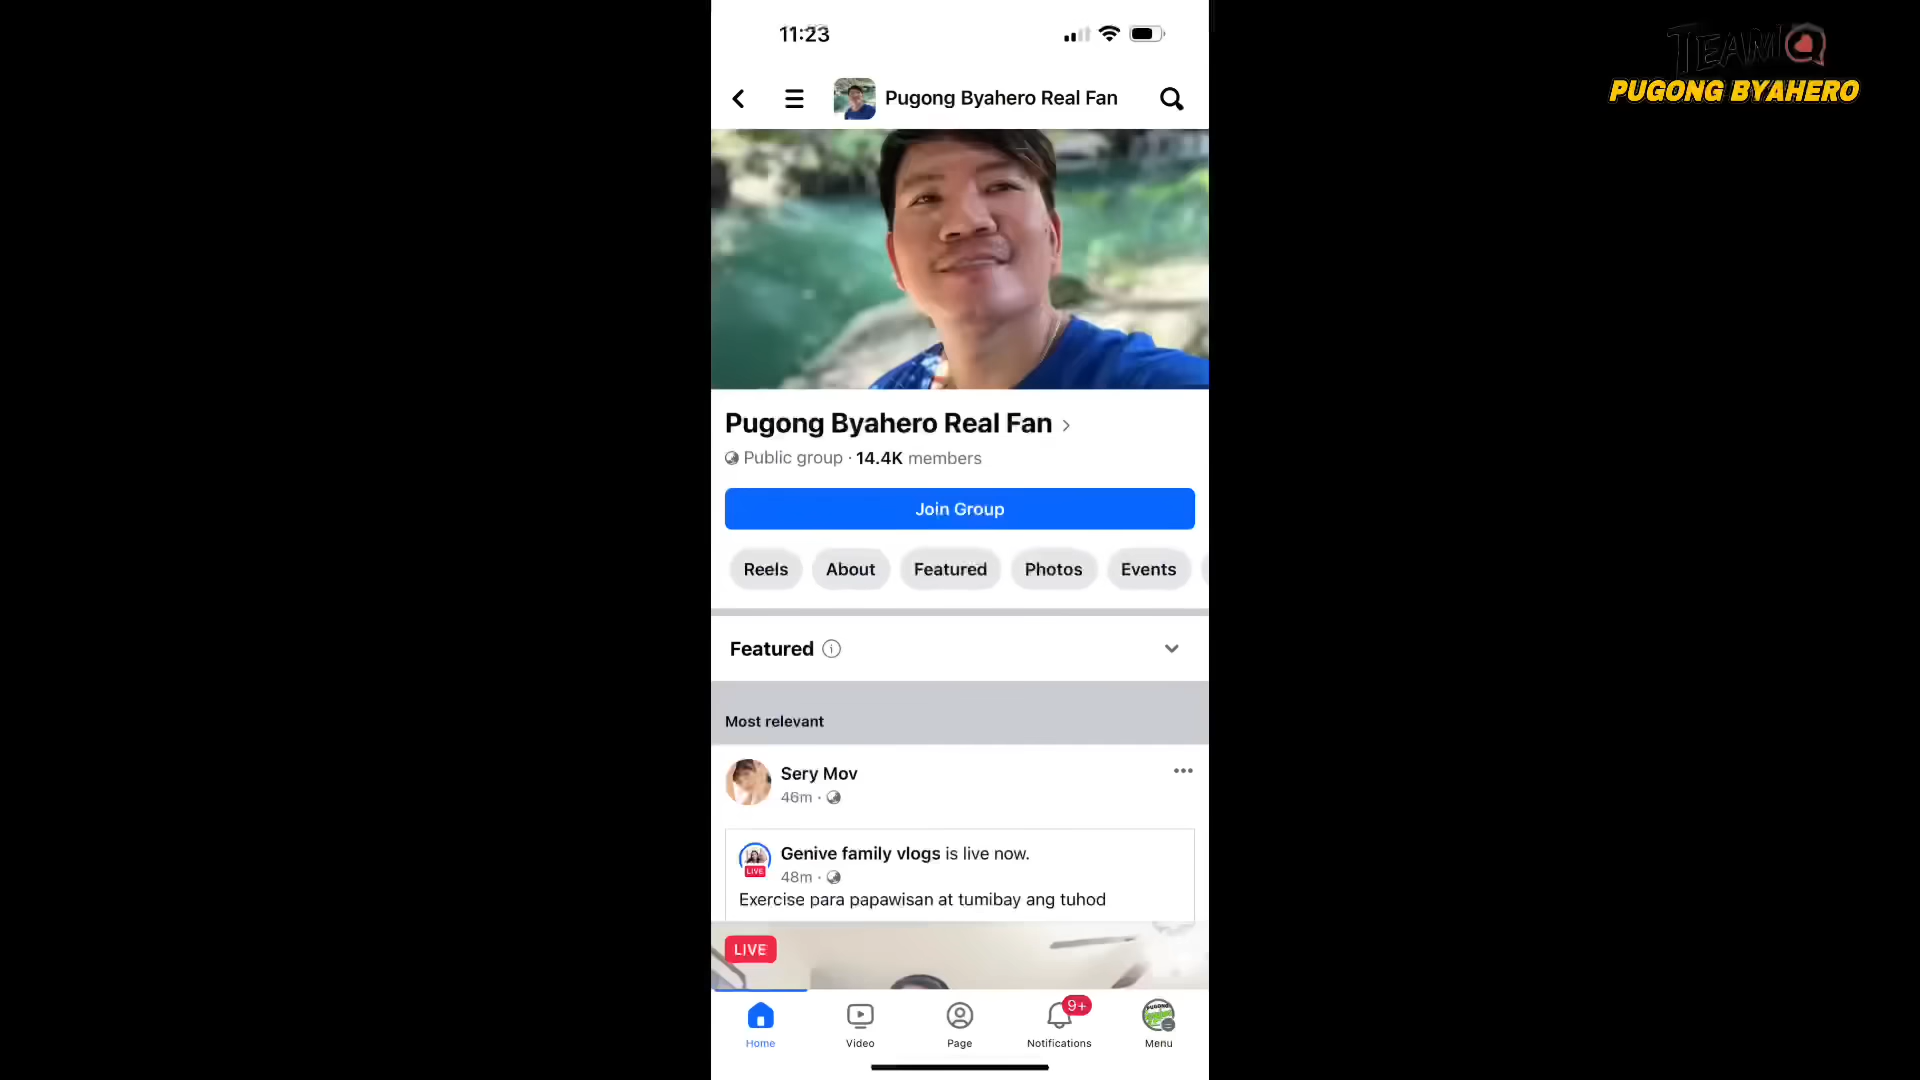 11:23
TEAM
PUGONG BYAHERO
Pugong Byahero Real Fan
Pugong Byahero Real Fan
Public group · 14.4K members
Join Group
Reels
About
Featured
Photos
Events
Featured
Most relevant
Sery Mov
46m ·
Genive family vlogs is live now.
LIVE
48m ·
Exercise para papawisan at tumibay ang tuhod
LIVE
9+
Home
Video
Page
Notifications
Menu